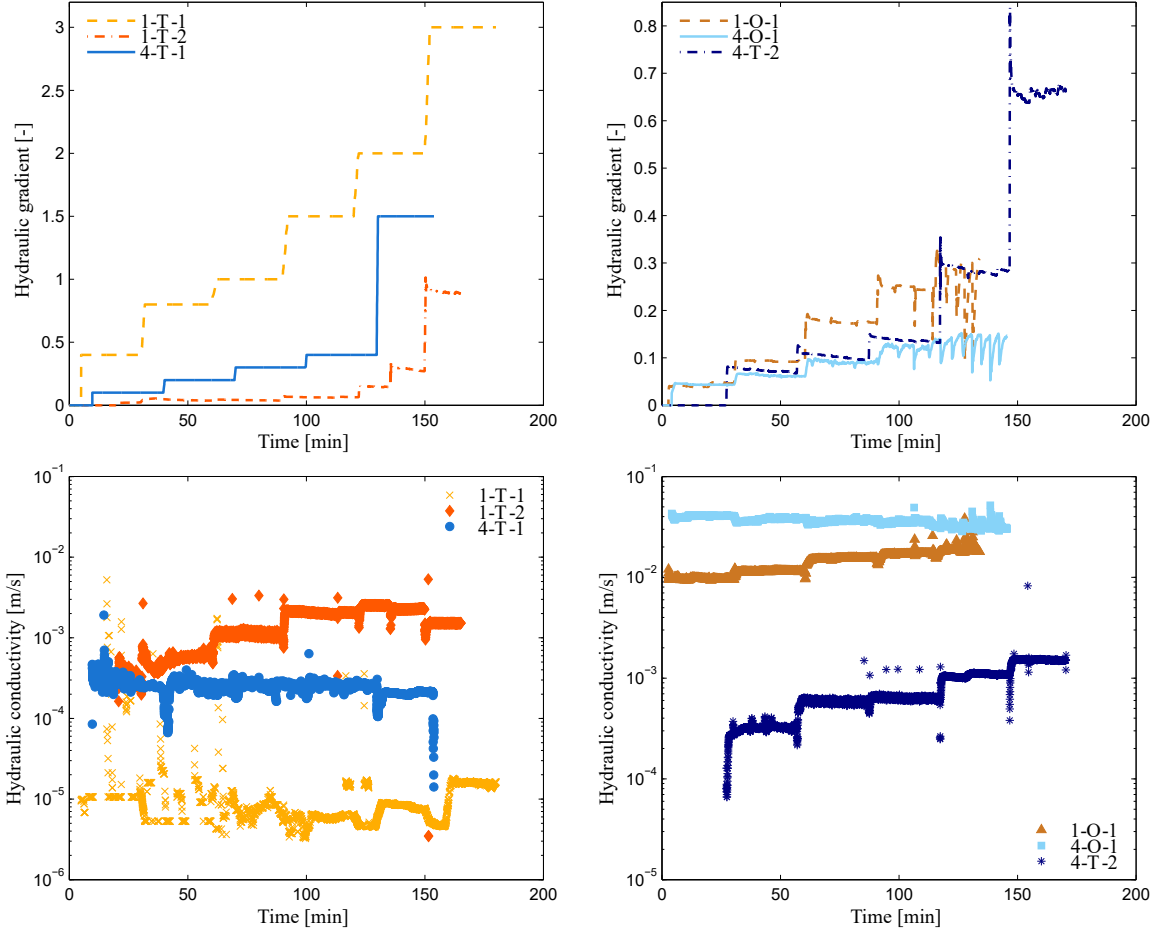 3
2.5
2
1.5
1
0.5
0
0
50
100
150
200
Hydraulic gradient [-]
Time [min]
1-T-1
1-T-2
4-T-1
0.8
0.7
0.6
0.5
0.4
0.3
0.2
0.1
0
0
50
100
150
200
Hydraulic gradient [-]
Time [min]
1-O-1
4-O-1
4-T-2
10⁻¹
10⁻²
10⁻³
10⁻⁴
10⁻⁵
10⁻⁶
0
50
100
150
200
Hydraulic conductivity [m/s]
Time [min]
1-T-1
1-T-2
4-T-1
10⁻¹
10⁻²
10⁻³
10⁻⁴
10⁻⁵
0
50
100
150
200
Hydraulic conductivity [m/s]
Time [min]
1-O-1
4-O-1
4-T-2